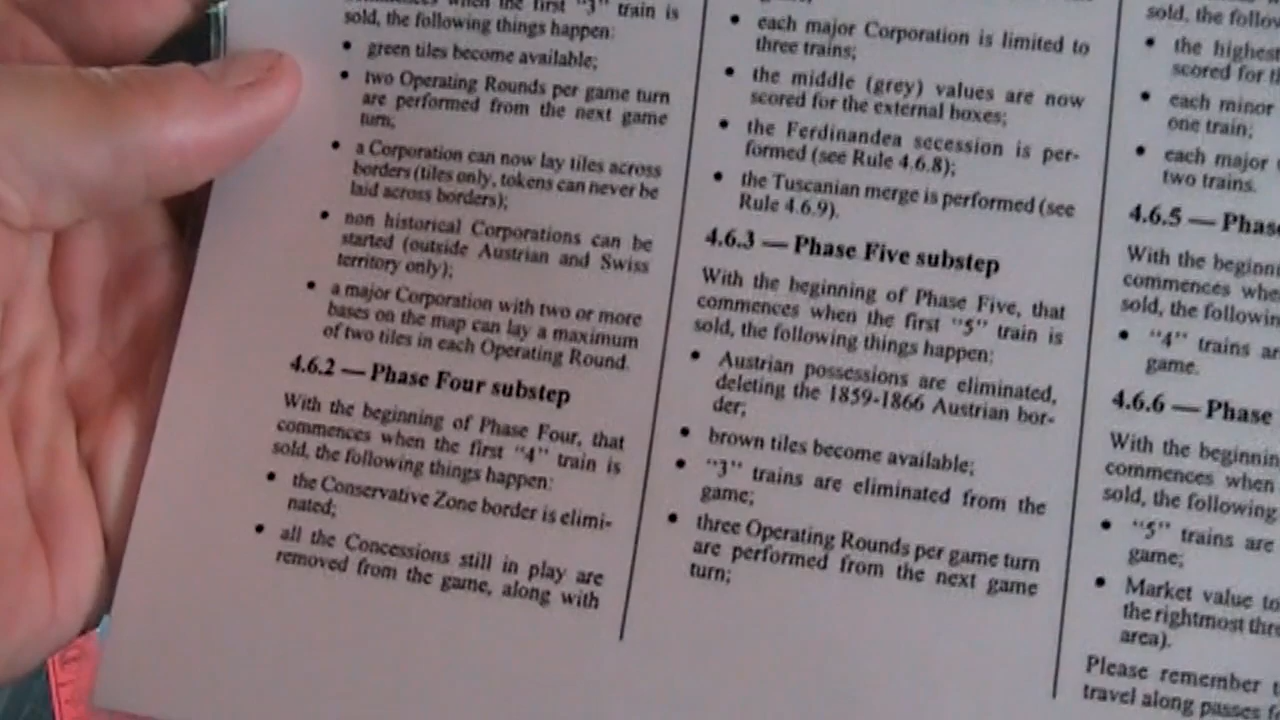 commences when the first "3" train is
sold, the following things happen:
• green tiles become available;
• two Operating Rounds per game turn
are performed from the next game
turn;
• a Corporation can now lay tiles across
borders (tiles only, tokens can never be
laid across borders);
• non historical Corporations can be
started (outside Austrian and Swiss
territory only);
• a major Corporation with two or more
bases on the map can lay a maximum
of two tiles in each Operating Round.
4.6.2 — Phase Four substep
With the beginning of Phase Four, that
commences when the first "4" train is
sold, the following things happen:
• the Conservative Zone border is elimi-
nated;
• all the Concessions still in play are
removed from the game, along with
• each major Corporation is limited to
three trains;
• the middle (grey) values are now
scored for the external boxes;
• the Ferdinandea secession is per-
formed (see Rule 4.6.8);
• the Tuscanian merge is performed (see
Rule 4.6.9).
4.6.3 — Phase Five substep
With the beginning of Phase Five, that
commences when the first "5" train is
sold, the following things happen:
• Austrian possessions are eliminated,
deleting the 1859-1866 Austrian bor-
der;
• brown tiles become available;
• "3" trains are eliminated from the
game;
• three Operating Rounds per game turn
are performed from the next game
turn;
sold, the
• the highest
scored for
• each minor
one train;
• each major
two trains.
4.6.5 — Phase
With the
commences
sold, the
• "4" trains
game.
4.6.6 — Phase
With the
commences when
sold, the following
• "5" trains are
game;
• Market value
the rightmost
area).
Please remember
travel along passes